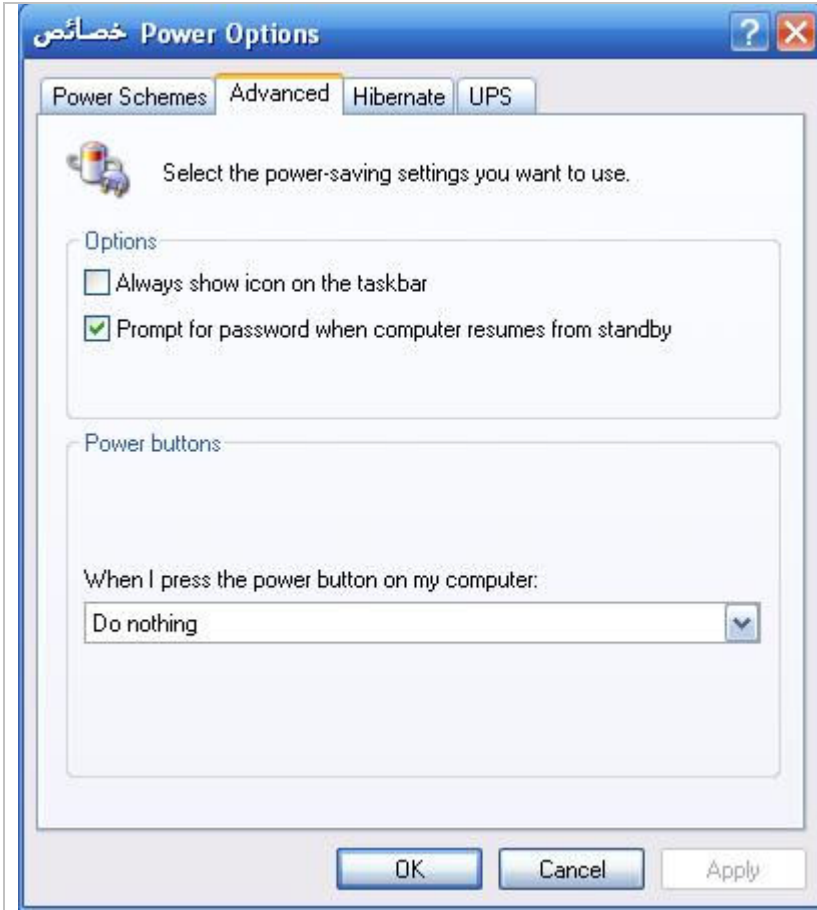 خصائص Power Options
Power Schemes Advanced Hibernate UPS
Select the power-saving settings you want to use.
Options
Always show icon on the taskbar
Prompt for password when computer resumes from standby
Power buttons
When I press the power button on my computer:
Do nothing
OK Cancel Apply